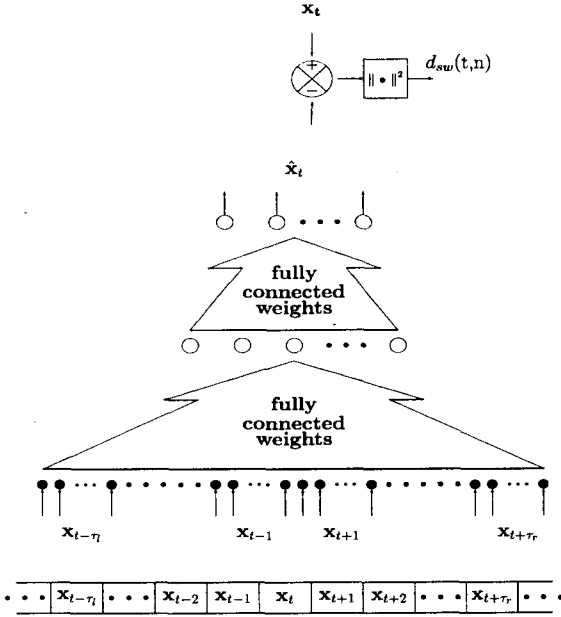 x_t
+
−
‖ • ‖²
d_sw(t,n)
x̂_t
fully
connected
weights
fully
connected
weights
x_{t−τ_l} x_{t−1} x_{t+1} x_{t+τ_r}
x_{t−τ_l} x_{t−2} x_{t−1} x_t x_{t+1} x_{t+2} x_{t+τ_r}